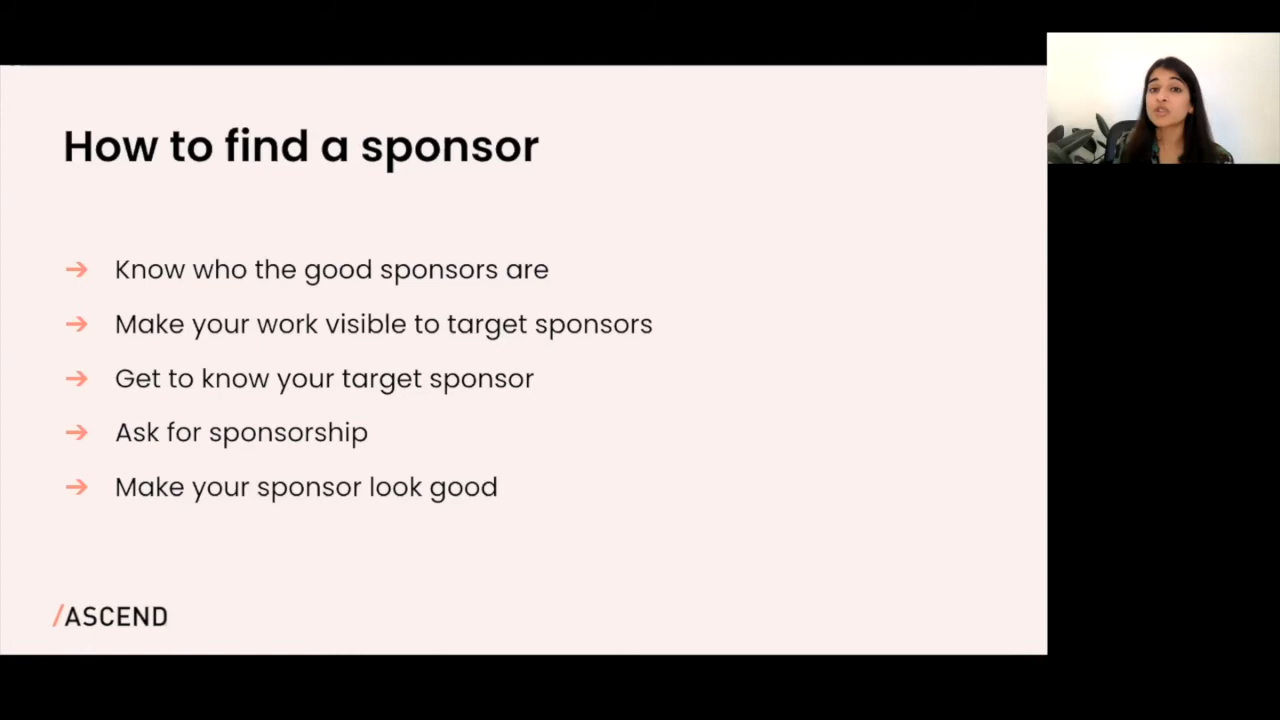 How to find a sponsor
➔ Know who the good sponsors are
➔ Make your work visible to target sponsors
➔ Get to know your target sponsor
➔ Ask for sponsorship
➔ Make your sponsor look good
/ASCEND